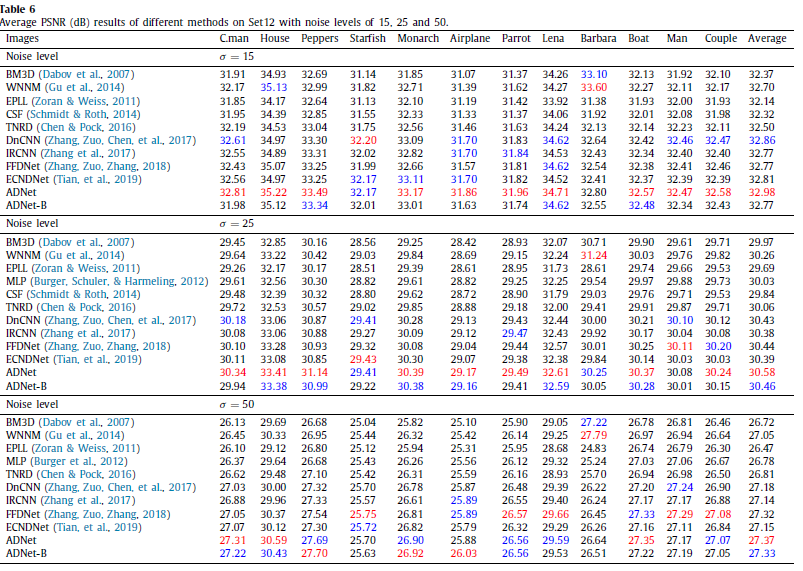 Table 6
Average PSNR (dB) results of different methods on Set12 with noise levels of 15, 25 and 50.
Images C.man House Peppers Starfish Monarch Airplane Parrot Lena Barbara Boat Man Couple Average
Noise level σ = 15
BM3D (Dabov et al., 2007) 31.91 34.93 32.69 31.14 31.85 31.07 31.37 34.26 33.10 32.13 31.92 32.10 32.37
WNNM (Gu et al., 2014) 32.17 35.13 32.99 31.82 32.71 31.39 31.62 34.27 33.60 32.27 32.11 32.17 32.70
EPLL (Zoran & Weiss, 2011) 31.85 34.17 32.64 31.13 32.10 31.19 31.42 33.92 31.38 31.93 32.00 31.93 32.14
CSF (Schmidt & Roth, 2014) 31.95 34.39 32.85 31.55 32.33 31.33 31.37 34.06 31.92 32.01 32.08 31.98 32.32
TNRD (Chen & Pock, 2016) 32.19 34.53 33.04 31.75 32.56 31.46 31.63 34.24 32.13 32.14 32.23 32.11 32.50
DnCNN (Zhang, Zuo, Chen, et al., 2017) 32.61 34.97 33.30 32.20 33.09 31.70 31.83 34.62 32.64 32.42 32.46 32.47 32.86
IRCNN (Zhang et al., 2017) 32.55 34.89 33.31 32.02 32.82 31.70 31.84 34.53 32.43 32.34 32.40 32.40 32.77
FFDNet (Zhang, Zuo, Zhang, 2018) 32.43 35.07 33.25 31.99 32.66 31.57 31.81 34.62 32.54 32.38 32.41 32.46 32.77
ECNDNet (Tian, et al., 2019) 32.56 34.97 33.25 32.17 33.11 31.70 31.82 34.52 32.41 32.37 32.39 32.39 32.81
ADNet 32.81 35.22 33.49 32.17 33.17 31.86 31.96 34.71 32.80 32.57 32.47 32.58 32.98
ADNet-B 31.98 35.12 33.34 32.01 33.01 31.63 31.74 34.62 32.55 32.48 32.34 32.43 32.77
Noise level σ = 25
BM3D (Dabov et al., 2007) 29.45 32.85 30.16 28.56 29.25 28.42 28.93 32.07 30.71 29.90 29.61 29.71 29.97
WNNM (Gu et al., 2014) 29.64 33.22 30.42 29.03 29.84 28.69 29.15 32.24 31.24 30.03 29.76 29.82 30.26
EPLL (Zoran & Weiss, 2011) 29.26 32.17 30.17 28.51 29.39 28.61 28.95 31.73 28.61 29.74 29.66 29.53 29.69
MLP (Burger, Schuler, & Harmeling, 2012) 29.61 32.56 30.30 28.82 29.61 28.82 29.25 32.25 29.54 29.97 29.88 29.73 30.03
CSF (Schmidt & Roth, 2014) 29.48 32.39 30.32 28.80 29.62 28.72 28.90 31.79 29.03 29.76 29.71 29.53 29.84
TNRD (Chen & Pock, 2016) 29.72 32.53 30.57 29.02 29.85 28.88 29.18 32.00 29.41 29.91 29.87 29.71 30.06
DnCNN (Zhang, Zuo, Chen, et al., 2017) 30.18 33.06 30.87 29.41 30.28 29.13 29.43 32.44 30.00 30.21 30.10 30.12 30.43
IRCNN (Zhang et al., 2017) 30.08 33.06 30.88 29.27 30.09 29.12 29.47 32.43 29.92 30.17 30.04 30.08 30.38
FFDNet (Zhang, Zuo, Zhang, 2018) 30.10 33.28 30.93 29.32 30.08 29.04 29.44 32.57 30.01 30.25 30.11 30.20 30.44
ECNDNet (Tian, et al., 2019) 30.11 33.08 30.85 29.43 30.30 29.07 29.38 32.38 29.84 30.14 30.03 30.03 30.39
ADNet 30.34 33.41 31.14 29.41 30.39 29.17 29.49 32.61 30.25 30.37 30.08 30.24 30.58
ADNet-B 29.94 33.38 30.99 29.22 30.38 29.16 29.41 32.59 30.05 30.28 30.01 30.15 30.46
Noise level σ = 50
BM3D (Dabov et al., 2007) 26.13 29.69 26.68 25.04 25.82 25.10 25.90 29.05 27.22 26.78 26.81 26.46 26.72
WNNM (Gu et al., 2014) 26.45 30.33 26.95 25.44 26.32 25.42 26.14 29.25 27.79 26.97 26.94 26.64 27.05
EPLL (Zoran & Weiss, 2011) 26.10 29.12 26.80 25.12 25.94 25.31 25.95 28.68 24.83 26.74 26.79 26.30 26.47
MLP (Burger et al., 2012) 26.37 29.64 26.68 25.43 26.26 25.56 26.12 29.32 25.24 27.03 27.06 26.67 26.78
TNRD (Chen & Pock, 2016) 26.62 29.48 27.10 25.42 26.31 25.59 26.16 28.93 25.70 26.94 26.98 26.50 26.81
DnCNN (Zhang, Zuo, Chen, et al., 2017) 27.03 30.00 27.32 25.70 26.78 25.87 26.48 29.39 26.22 27.20 27.24 26.90 27.18
IRCNN (Zhang et al., 2017) 26.88 29.96 27.33 25.57 26.61 25.89 26.55 29.40 26.24 27.17 27.17 26.88 27.14
FFDNet (Zhang, Zuo, Zhang, 2018) 27.05 30.37 27.54 25.75 26.81 25.89 26.57 29.66 26.45 27.33 27.29 27.08 27.32
ECNDNet (Tian, et al., 2019) 27.07 30.12 27.30 25.72 26.82 25.79 26.32 29.29 26.26 27.16 27.11 26.84 27.15
ADNet 27.31 30.59 27.69 25.70 26.90 25.88 26.56 29.59 26.64 27.35 27.17 27.07 27.37
ADNet-B 27.22 30.43 27.70 25.63 26.92 26.03 26.56 29.53 26.51 27.22 27.19 27.05 27.33